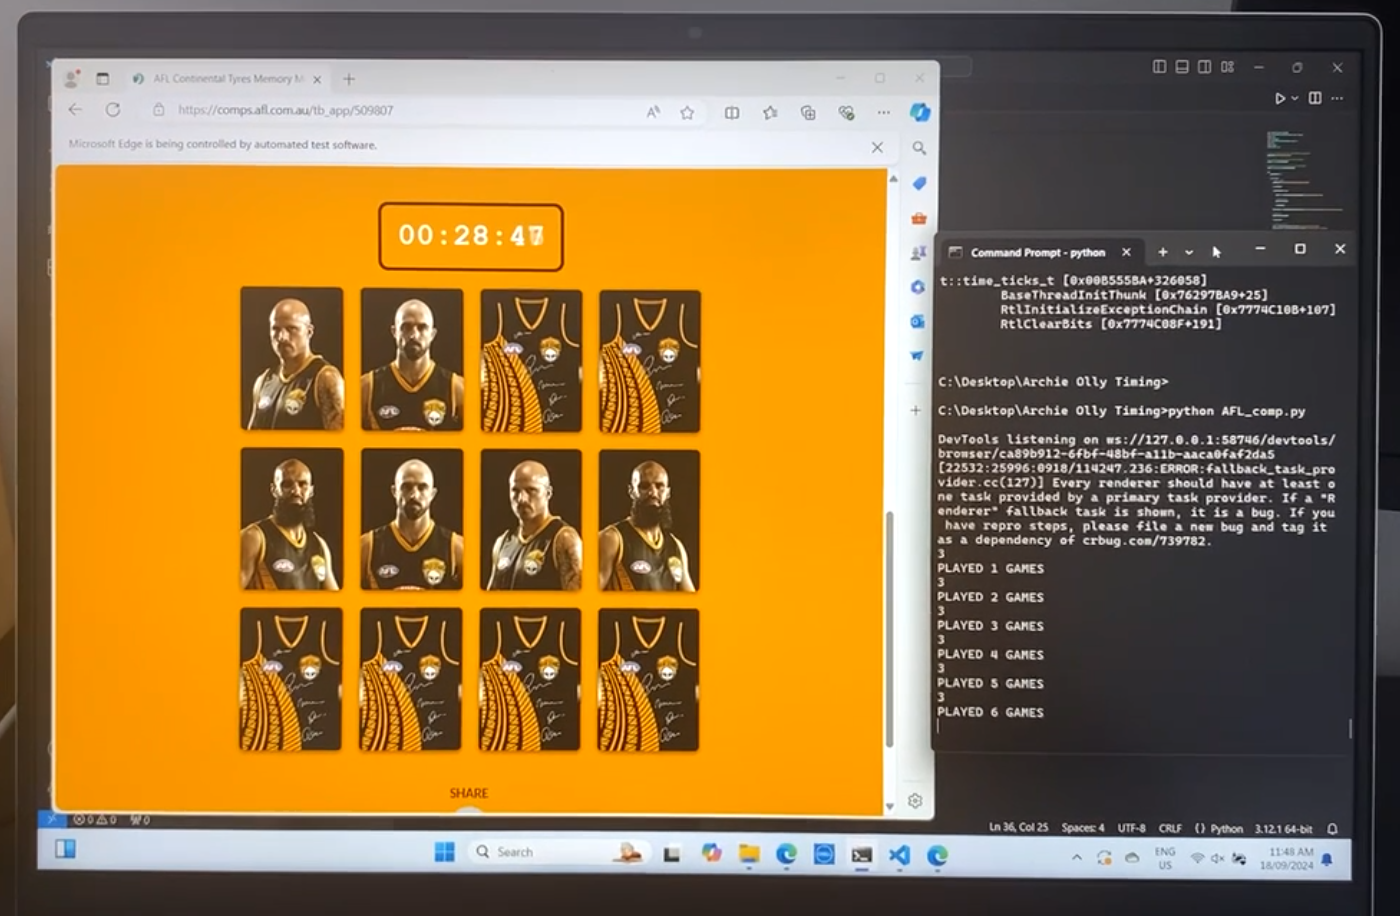 AFL Continental Tyres Memory M
https://comps.afl.com.au/tb_app/509807
Microsoft Edge is being controlled by automated test software.
00:28:47
AFL
SHARE
Command Prompt - python
t::time_ticks_t [0x00B555BA+326058]
BaseThreadInitThunk [0x76297BA9+25]
RtlInitializeExceptionChain [0x7774C10B+107]
RtlClearBits [0x7774C08F+191]
C:\Desktop\Archie Olly Timing>
C:\Desktop\Archie Olly Timing>python AFL_comp.py
DevTools listening on ws://127.0.0.1:58746/devtools/
browser/ca89b912-6fbf-48bf-a11b-aaca0faf2da5
[22532:25996:0918/114247.236:ERROR:fallback_task_pro
vider.cc(127)] Every renderer should have at least o
ne task provided by a primary task provider. If a "R
enderer" fallback task is shown, it is a bug. If you
have repro steps, please file a new bug and tag it
as a dependency of crbug.com/739782.
3
PLAYED 1 GAMES
3
PLAYED 2 GAMES
3
PLAYED 3 GAMES
3
PLAYED 4 GAMES
3
PLAYED 5 GAMES
3
PLAYED 6 GAMES
0 0 0
Ln 36, Col 25 Spaces: 4 UTF-8 CRLF {} Python 3.12.1 64-bit
Search
ENG
US
11:48 AM
18/09/2024